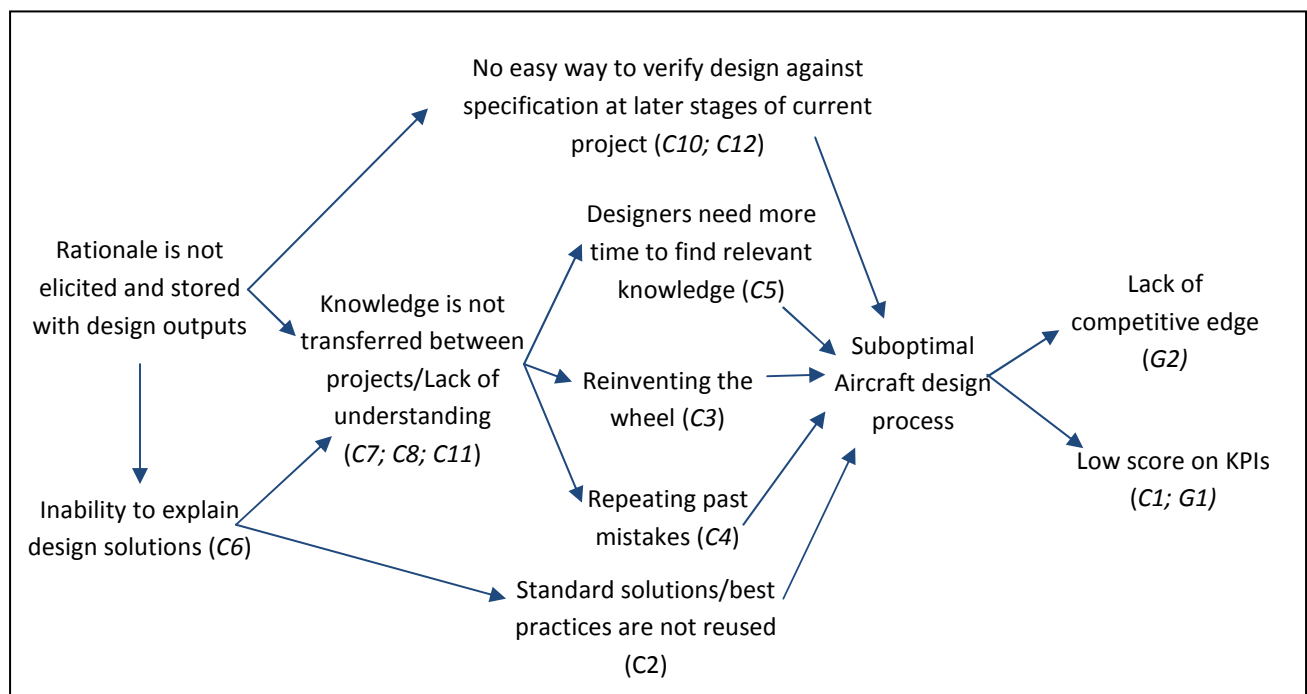 No easy way to verify design against
specification at later stages of current
project (C10; C12)
Rationale is not
elicited and stored
with design outputs
Designers need more
time to find relevant
knowledge (C5)
Knowledge is not
transferred between
projects/Lack of
understanding
(C7; C8; C11)
Reinventing the
wheel (C3)
Suboptimal
Aircraft design
process
Lack of
competitive edge
(G2)
Low score on KPIs
(C1; G1)
Inability to explain
design solutions (C6)
Repeating past
mistakes (C4)
Standard solutions/best
practices are not reused
(C2)